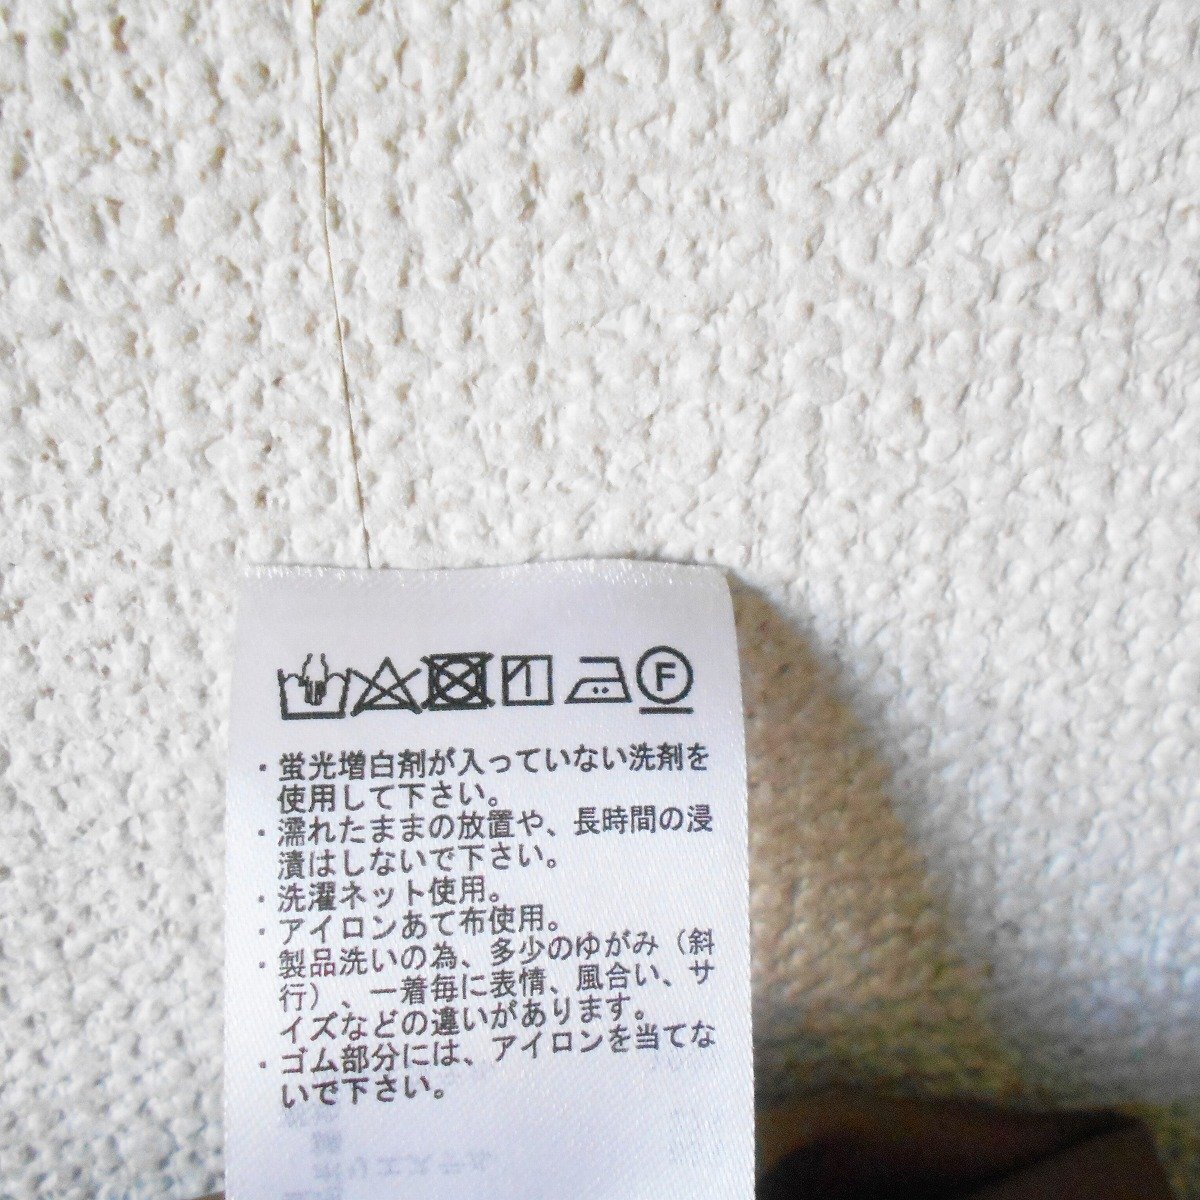 F
・蛍光増白剤が入っていない洗剤を
使用して下さい。
・濡れたままの放置や、長時間の浸
漬はしないで下さい。
・洗濯ネット使用。
・アイロンあて布使用。
・製品洗いの為、多少のゆがみ（斜
行）、一着毎に表情、風合い、サ
イズなどの違いがあります。
・ゴム部分には、アイロンを当てな
いで下さい。